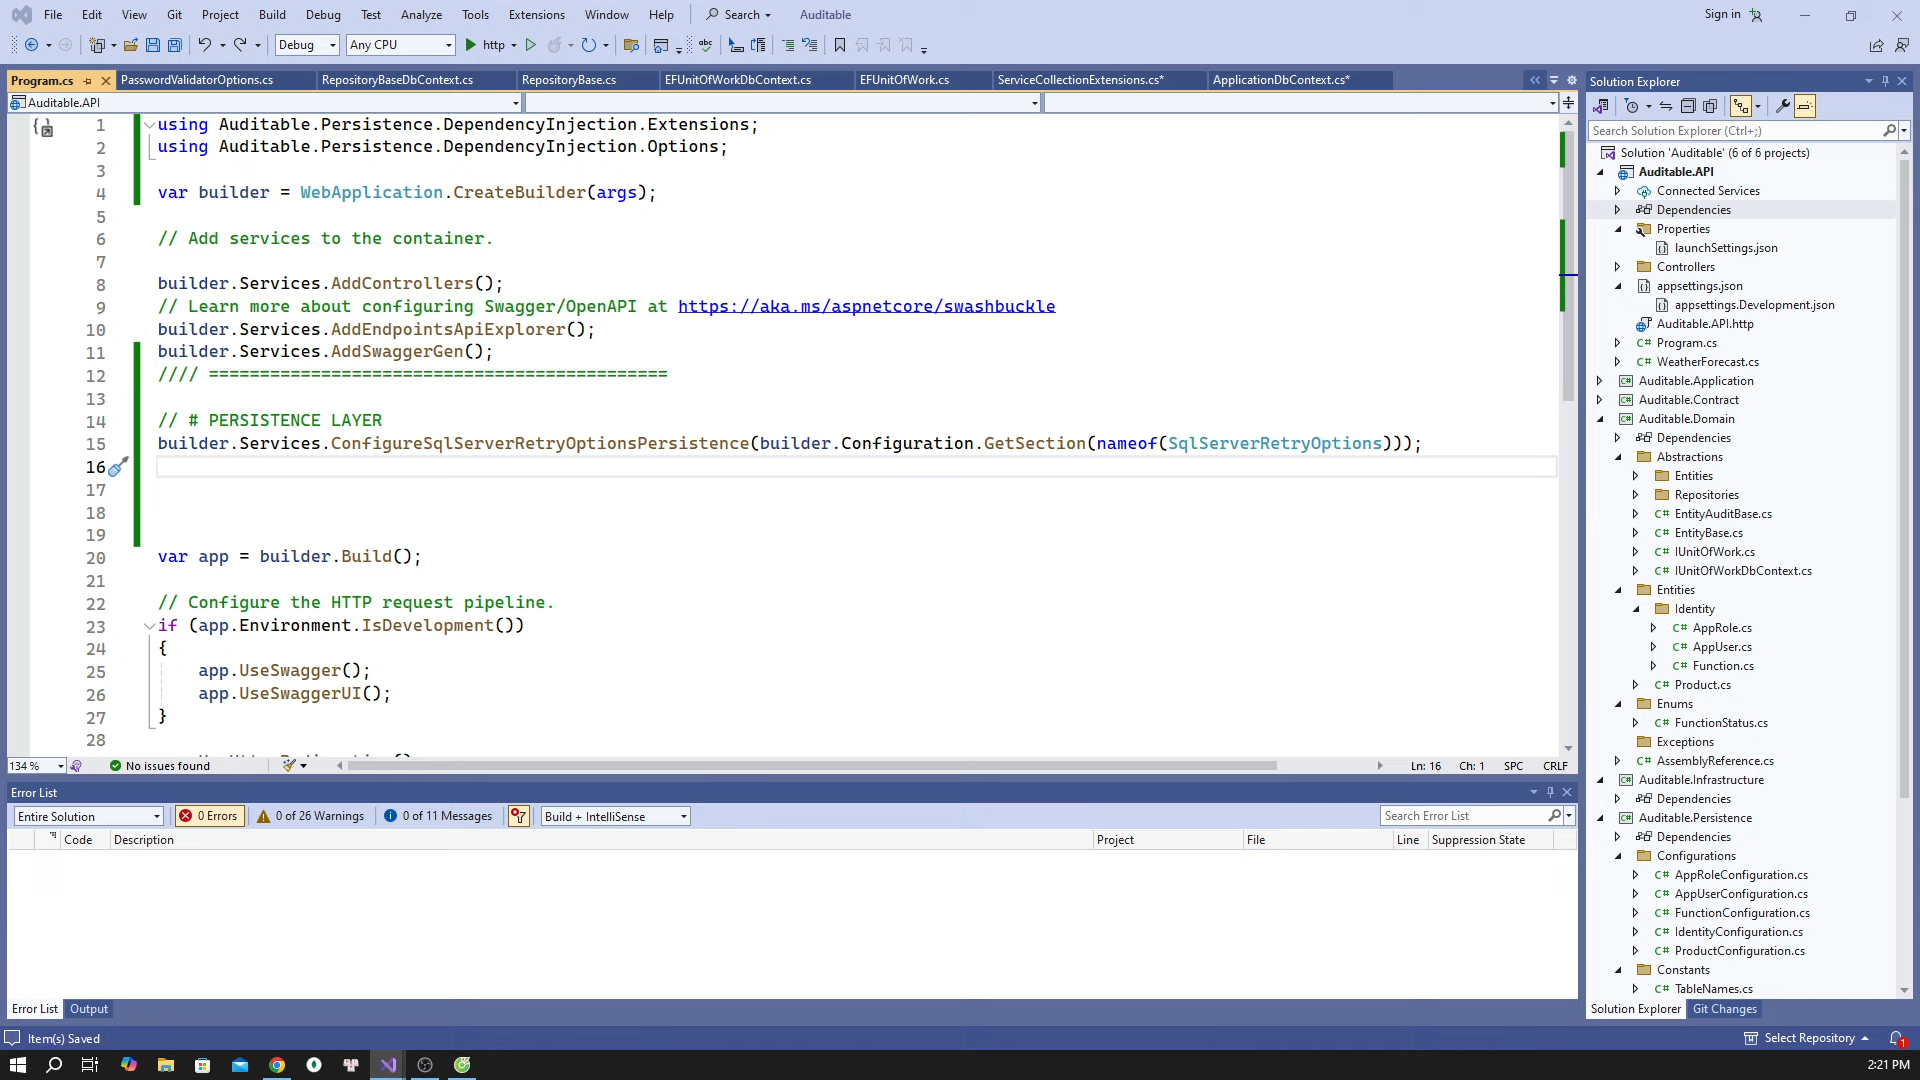 File Edit View Git Project Build Debug Test Analyze Tools Extensions Window Help Search Auditable Sign in
Debug Any CPU http
Program.cs PasswordValidatorOptions.cs RepositoryBaseDbContext.cs RepositoryBase.cs EFUnitOfWorkDbContext.cs EFUnitOfWork.cs ServiceCollectionExtensions.cs* ApplicationDbContext.cs*
Auditable.API
1 using Auditable.Persistence.DependencyInjection.Extensions;
2 using Auditable.Persistence.DependencyInjection.Options;
3
4 var builder = WebApplication.CreateBuilder(args);
5
6 // Add services to the container.
7
8 builder.Services.AddControllers();
9 // Learn more about configuring Swagger/OpenAPI at https://aka.ms/aspnetcore/swashbuckle
10 builder.Services.AddEndpointsApiExplorer();
11 builder.Services.AddSwaggerGen();
12 //// =============================================
13
14 // # PERSISTENCE LAYER
15 builder.Services.ConfigureSqlServerRetryOptionsPersistence(builder.Configuration.GetSection(nameof(SqlServerRetryOptions)));
16
17
18
19
20 var app = builder.Build();
21
22 // Configure the HTTP request pipeline.
23 if (app.Environment.IsDevelopment())
24 {
25 app.UseSwagger();
26 app.UseSwaggerUI();
27 }
28
134 % No issues found Ln: 16 Ch: 1 SPC CRLF
Error List
Entire Solution 0 Errors 0 of 26 Warnings 0 of 11 Messages Build + IntelliSense Search Error List
Code Description Project File Line Suppression State
Error List Output
Solution Explorer
Search Solution Explorer (Ctrl+;)
Solution 'Auditable' (6 of 6 projects)
Auditable.API
Connected Services
Dependencies
Properties
launchSettings.json
Controllers
appsettings.json
appsettings.Development.json
Auditable.API.http
C# Program.cs
C# WeatherForecast.cs
Auditable.Application
Auditable.Contract
Auditable.Domain
Dependencies
Abstractions
Entities
Repositories
C# EntityAuditBase.cs
C# EntityBase.cs
C# IUnitOfWork.cs
C# IUnitOfWorkDbContext.cs
Entities
Identity
C# AppRole.cs
C# AppUser.cs
C# Function.cs
C# Product.cs
Enums
C# FunctionStatus.cs
Exceptions
C# AssemblyReference.cs
Auditable.Infrastructure
Dependencies
Auditable.Persistence
Dependencies
Configurations
C# AppRoleConfiguration.cs
C# AppUserConfiguration.cs
C# FunctionConfiguration.cs
C# IdentityConfiguration.cs
C# ProductConfiguration.cs
Constants
C# TableNames.cs
Solution Explorer Git Changes
Item(s) Saved Select Repository 1
2:21 PM